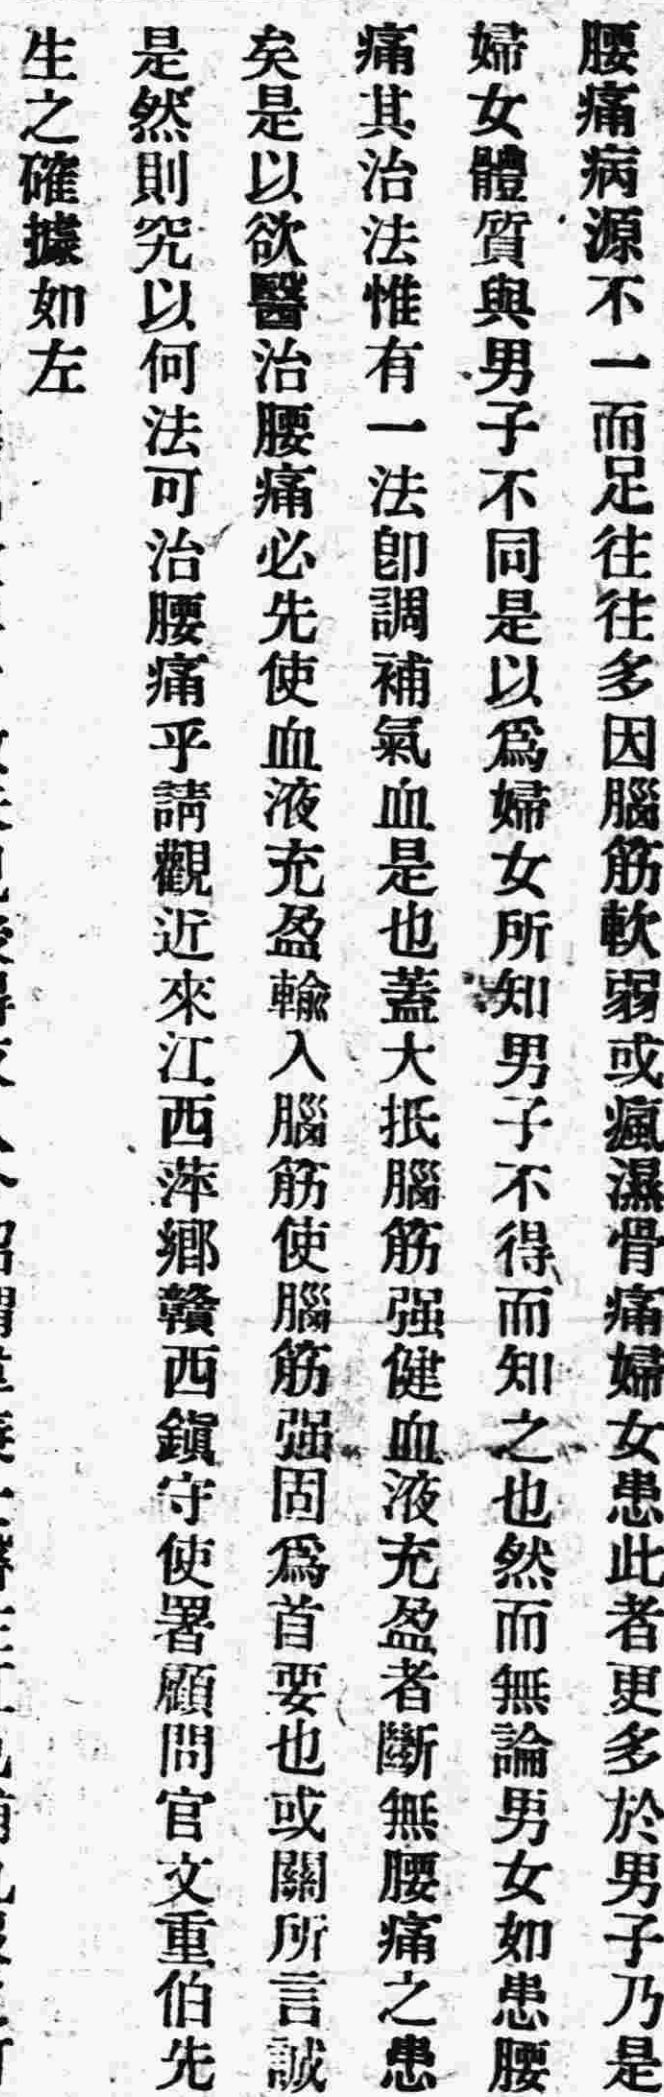 腰痛病源不一而足往往多因腦筋軟弱或瘋濕骨痛婦女患此者更多於男子乃是
婦女體質與男子不同是以爲婦女所知男子不得而知之也然而無論男女如患腰
痛其治法惟有一法卽調補氣血是也蓋大抵腦筋强健血液充盈者斷無腰痛之患
矣是以欲醫治腰痛必先使血液充盈輸入腦筋使腦筋强固爲首要也或關所言誠
是然則究以何法可治腰痛乎請觀近來江西萍鄉贛西鎭守使署顧問官文重伯先
生之確據如左